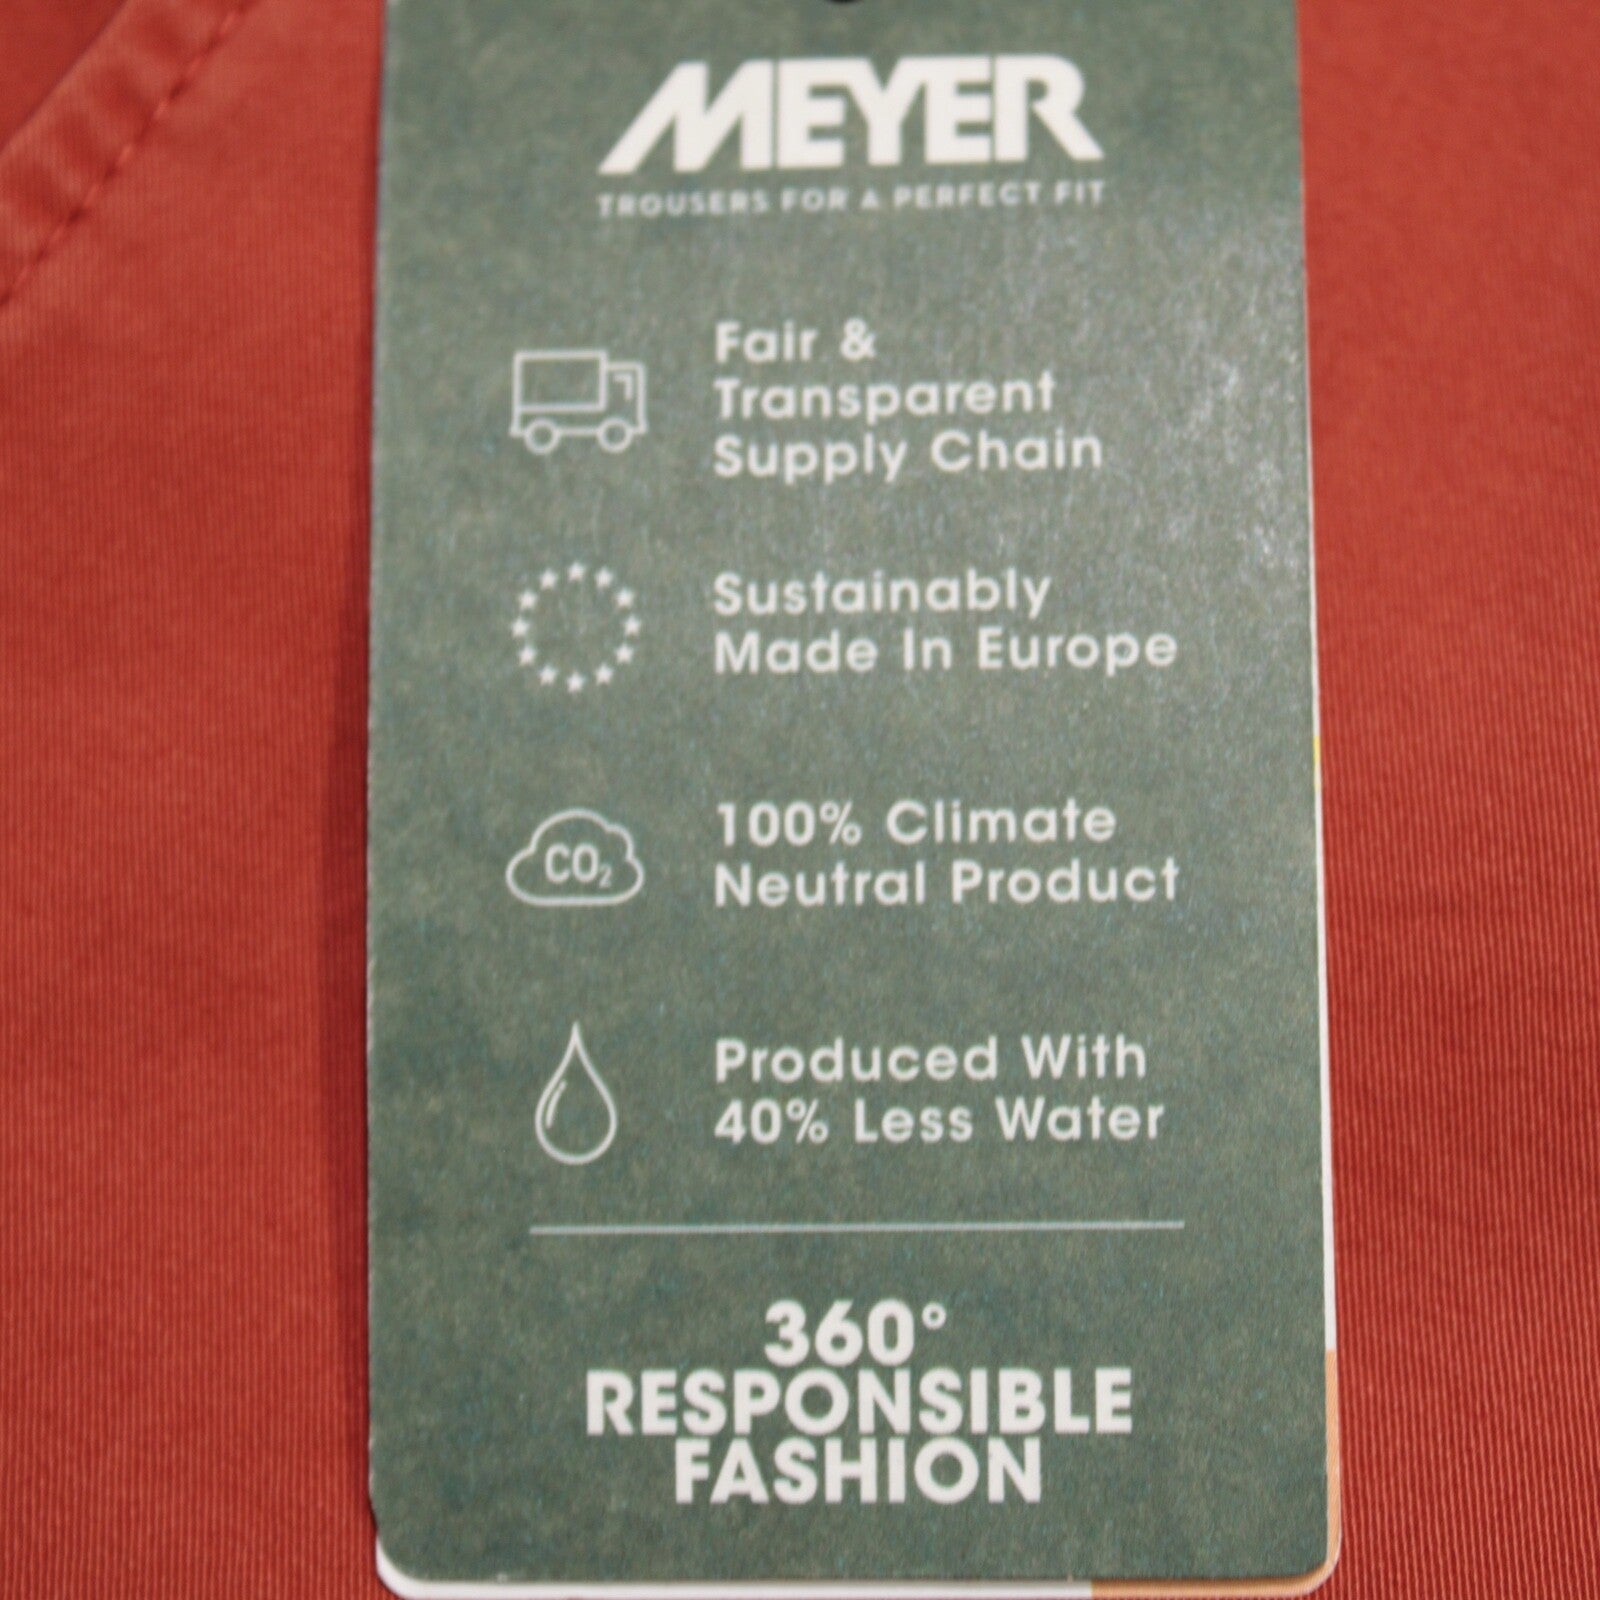 MEYER
TROUSERS FOR A PERFECT FIT
Fair &
Transparent
Supply Chain
Sustainably
Made In Europe
CO₂
100% Climate
Neutral Product
Produced With
40% Less Water
360°
RESPONSIBLE
FASHION